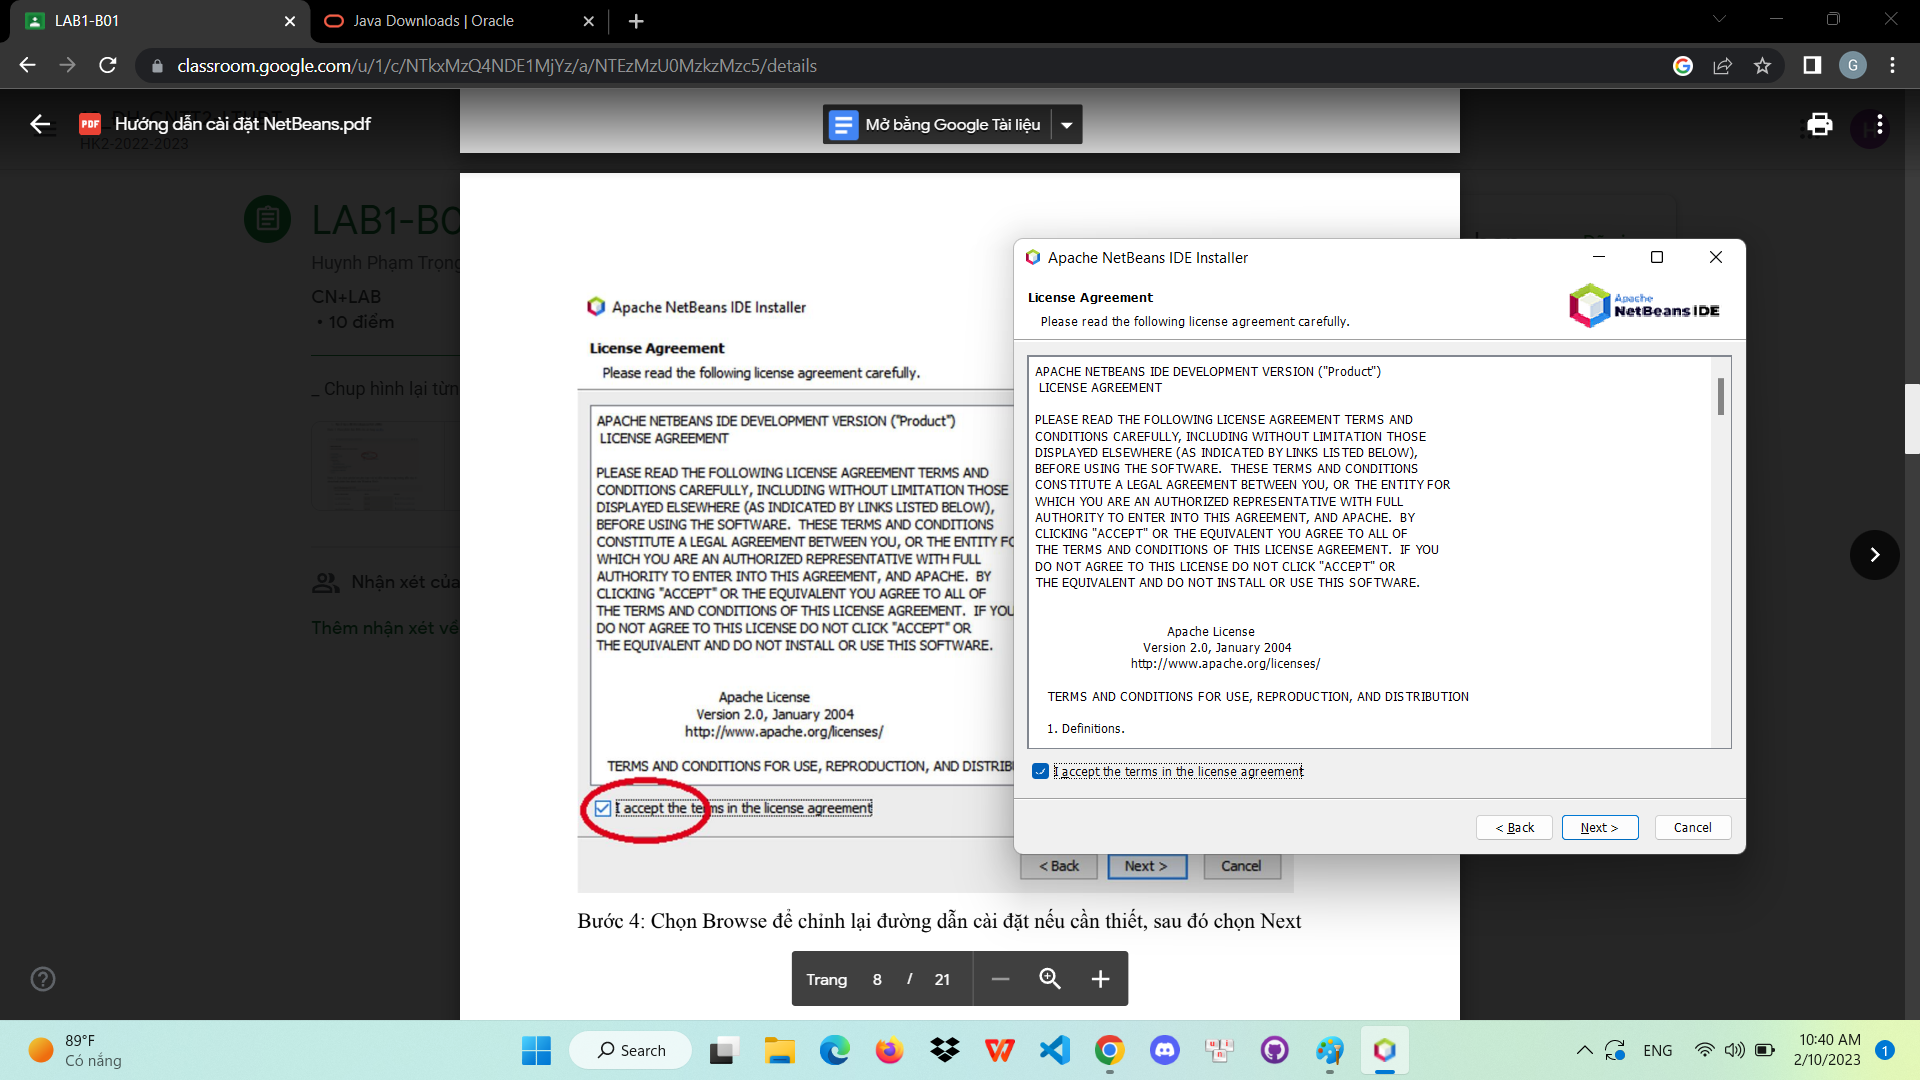 LAB1-B01
Java Downloads | Oracle
classroom.google.com/u/1/c/NTkxMzQ4NDE1MjYz/a/NTEzMzU0MzkzMzc5/details
G
PDF
Hướng dẫn cài đặt NetBeans.pdf
HK2-2022-2023
Mở bằng Google Tài liệu
LAB1-B0
Huynh Phạm Trọng
CN+LAB
• 10 điểm
_ Chụp hình lại từn
Nhận xét của
Thêm nhận xét về
Apache NetBeans IDE Installer
License Agreement
Please read the following license agreement carefully.
APACHE NETBEANS IDE DEVELOPMENT VERSION ("Product")
LICENSE AGREEMENT
PLEASE READ THE FOLLOWING LICENSE AGREEMENT TERMS AND
CONDITIONS CAREFULLY, INCLUDING WITHOUT LIMITATION THOSE
DISPLAYED ELSEWHERE (AS INDICATED BY LINKS LISTED BELOW),
BEFORE USING THE SOFTWARE. THESE TERMS AND CONDITIONS
CONSTITUTE A LEGAL AGREEMENT BETWEEN YOU, OR THE ENTITY FO
WHICH YOU ARE AN AUTHORIZED REPRESENTATIVE WITH FULL
AUTHORITY TO ENTER INTO THIS AGREEMENT, AND APACHE. BY
CLICKING "ACCEPT" OR THE EQUIVALENT YOU AGREE TO ALL OF
THE TERMS AND CONDITIONS OF THIS LICENSE AGREEMENT. IF YOU
DO NOT AGREE TO THIS LICENSE DO NOT CLICK "ACCEPT" OR
THE EQUIVALENT AND DO NOT INSTALL OR USE THIS SOFTWARE.
Apache License
Version 2.0, January 2004
http://www.apache.org/licenses/
TERMS AND CONDITIONS FOR USE, REPRODUCTION, AND DISTRIB
I accept the terms in the license agreement
< Back
Next >
Cancel
Bước 4: Chọn Browse để chỉnh lại đường dẫn cài đặt nếu cần thiết, sau đó chọn Next
Apache NetBeans IDE Installer
License Agreement
Please read the following license agreement carefully.
Apache
NetBeans IDE
APACHE NETBEANS IDE DEVELOPMENT VERSION ("Product")
LICENSE AGREEMENT
PLEASE READ THE FOLLOWING LICENSE AGREEMENT TERMS AND
CONDITIONS CAREFULLY, INCLUDING WITHOUT LIMITATION THOSE
DISPLAYED ELSEWHERE (AS INDICATED BY LINKS LISTED BELOW),
BEFORE USING THE SOFTWARE. THESE TERMS AND CONDITIONS
CONSTITUTE A LEGAL AGREEMENT BETWEEN YOU, OR THE ENTITY FOR
WHICH YOU ARE AN AUTHORIZED REPRESENTATIVE WITH FULL
AUTHORITY TO ENTER INTO THIS AGREEMENT, AND APACHE. BY
CLICKING "ACCEPT" OR THE EQUIVALENT YOU AGREE TO ALL OF
THE TERMS AND CONDITIONS OF THIS LICENSE AGREEMENT. IF YOU
DO NOT AGREE TO THIS LICENSE DO NOT CLICK "ACCEPT" OR
THE EQUIVALENT AND DO NOT INSTALL OR USE THIS SOFTWARE.
Apache License
Version 2.0, January 2004
http://www.apache.org/licenses/
TERMS AND CONDITIONS FOR USE, REPRODUCTION, AND DISTRIBUTION
1. Definitions.
I accept the terms in the license agreement
< Back
Next >
Cancel
Trang 8 / 21
89°F
Có nắng
Search
ENG
10:40 AM
2/10/2023
1